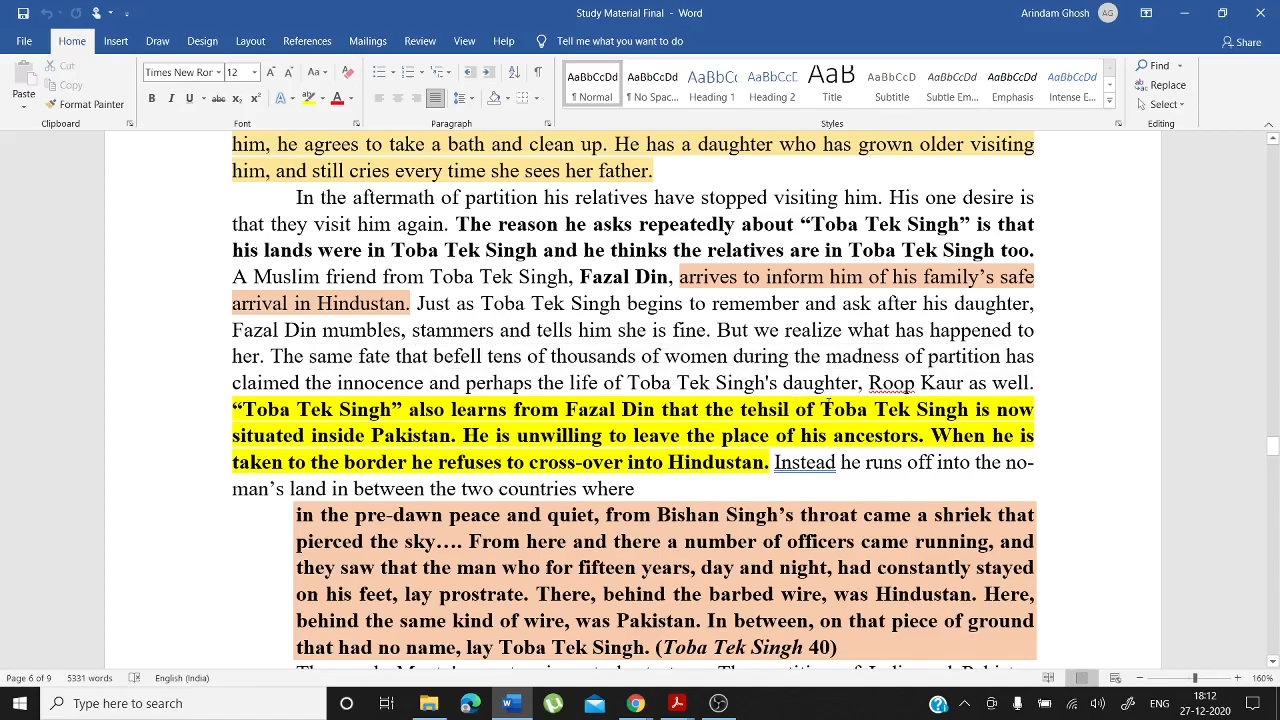 Study Material Final - Word
Arindam Ghosh AG
File Home Insert Draw Design Layout References Mailings Review View Help Tell me what you want to do Share
Paste Cut Copy Format Painter
Times New Ror 12
AaBbCcDd AaBbCcDd AaBbCcD AaBbCcC AaB AaBbCcD AaBbCcDd AaBbCcDd AaBbCcDd
¶ Normal ¶ No Spac... Heading 1 Heading 2 Title Subtitle Subtle Em... Emphasis Intense E...
Find Replace Select
Clipboard Font Paragraph Styles Editing
him, he agrees to take a bath and clean up. He has a daughter who has grown older visiting
him, and still cries every time she sees her father.
In the aftermath of partition his relatives have stopped visiting him. His one desire is
that they visit him again. The reason he asks repeatedly about “Toba Tek Singh” is that
his lands were in Toba Tek Singh and he thinks the relatives are in Toba Tek Singh too.
A Muslim friend from Toba Tek Singh, Fazal Din, arrives to inform him of his family’s safe
arrival in Hindustan. Just as Toba Tek Singh begins to remember and ask after his daughter,
Fazal Din mumbles, stammers and tells him she is fine. But we realize what has happened to
her. The same fate that befell tens of thousands of women during the madness of partition has
claimed the innocence and perhaps the life of Toba Tek Singh's daughter, Roop Kaur as well.
“Toba Tek Singh” also learns from Fazal Din that the tehsil of Toba Tek Singh is now
situated inside Pakistan. He is unwilling to leave the place of his ancestors. When he is
taken to the border he refuses to cross-over into Hindustan. Instead he runs off into the no-
man’s land in between the two countries where
in the pre-dawn peace and quiet, from Bishan Singh’s throat came a shriek that
pierced the sky…. From here and there a number of officers came running, and
they saw that the man who for fifteen years, day and night, had constantly stayed
on his feet, lay prostrate. There, behind the barbed wire, was Hindustan. Here,
behind the same kind of wire, was Pakistan. In between, on that piece of ground
that had no name, lay Toba Tek Singh. (Toba Tek Singh 40)
Page 6 of 9 5331 words English (India) 160%
Type here to search
18:12
ENG
27-12-2020